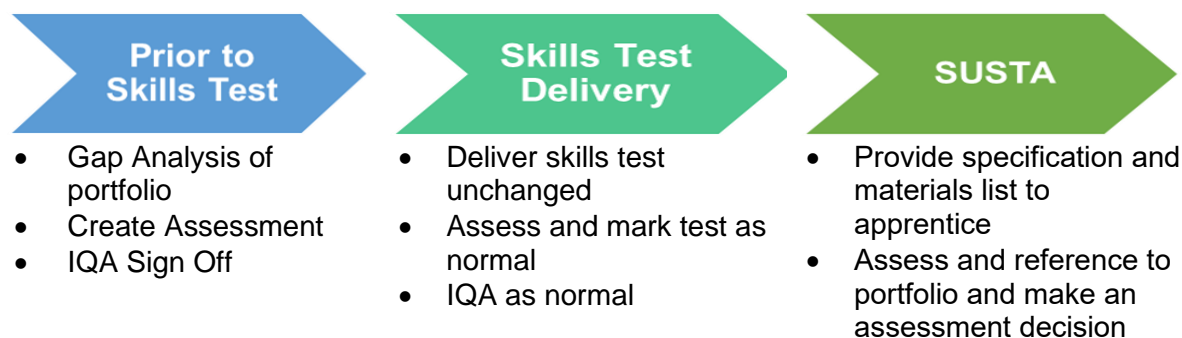 Prior to
Skills Test
• Gap Analysis of
portfolio
• Create Assessment
• IQA Sign Off
Skills Test
Delivery
• Deliver skills test
unchanged
• Assess and mark test as
normal
• IQA as normal
SUSTA
• Provide specification and
materials list to
apprentice
• Assess and reference to
portfolio and make an
assessment decision